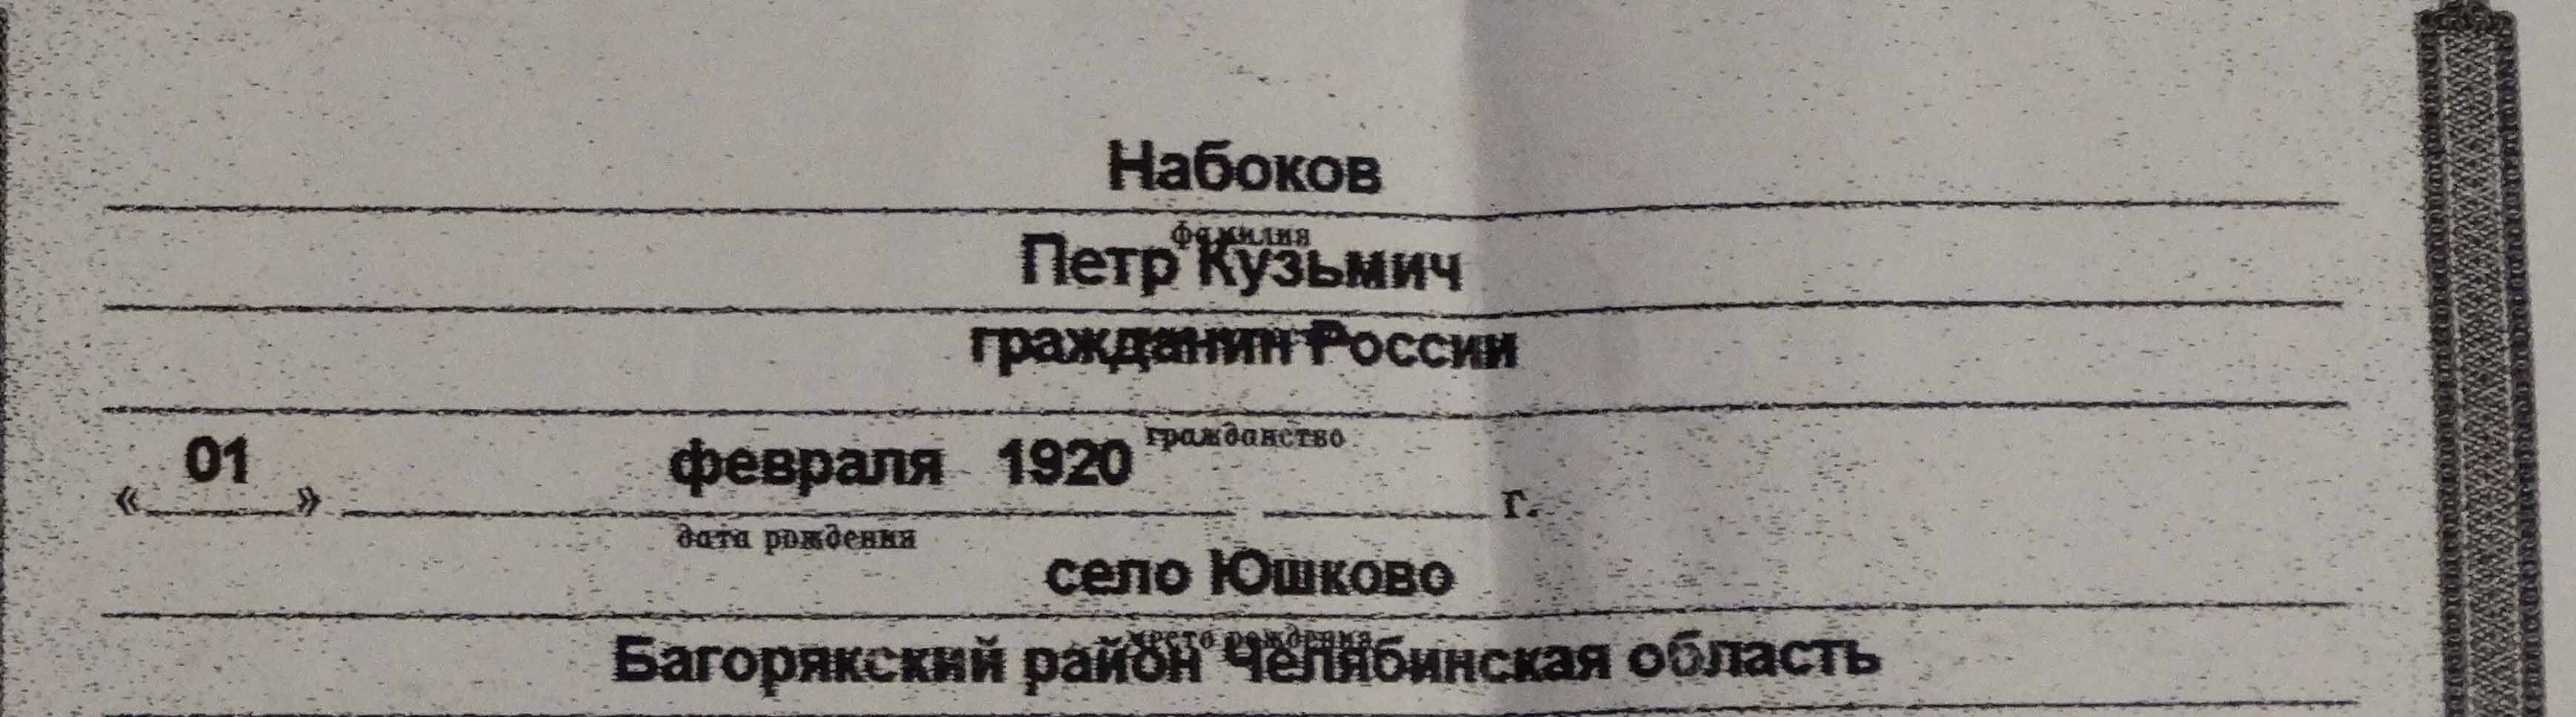 Набоков
фамилия
Петр Кузьмич
гражданин России
гражданство
« 01 » февраля 1920 г.
дата рождения
село Юшково
место рождения
Багорякский район Челябинская область